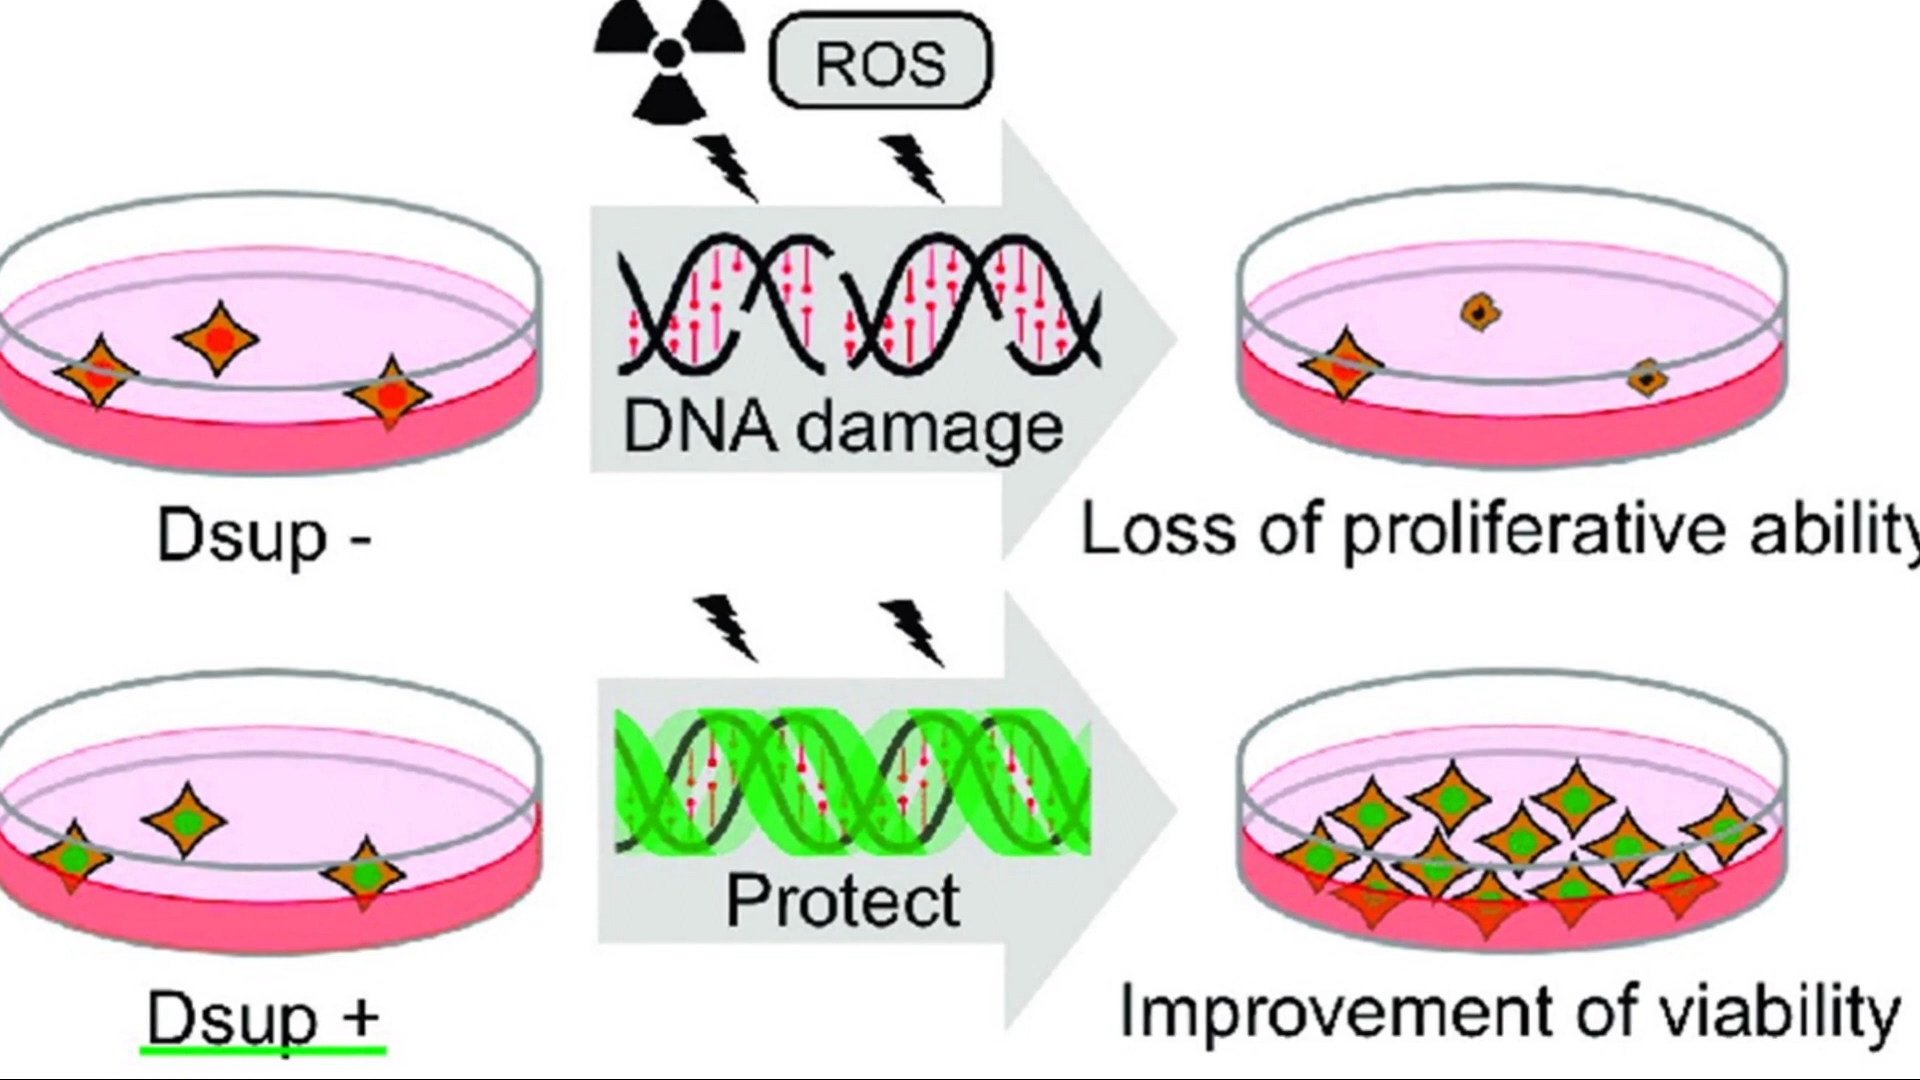 ROS
DNA damage
Dsup -
Loss of proliferative ability
Protect
Dsup +
Improvement of viability